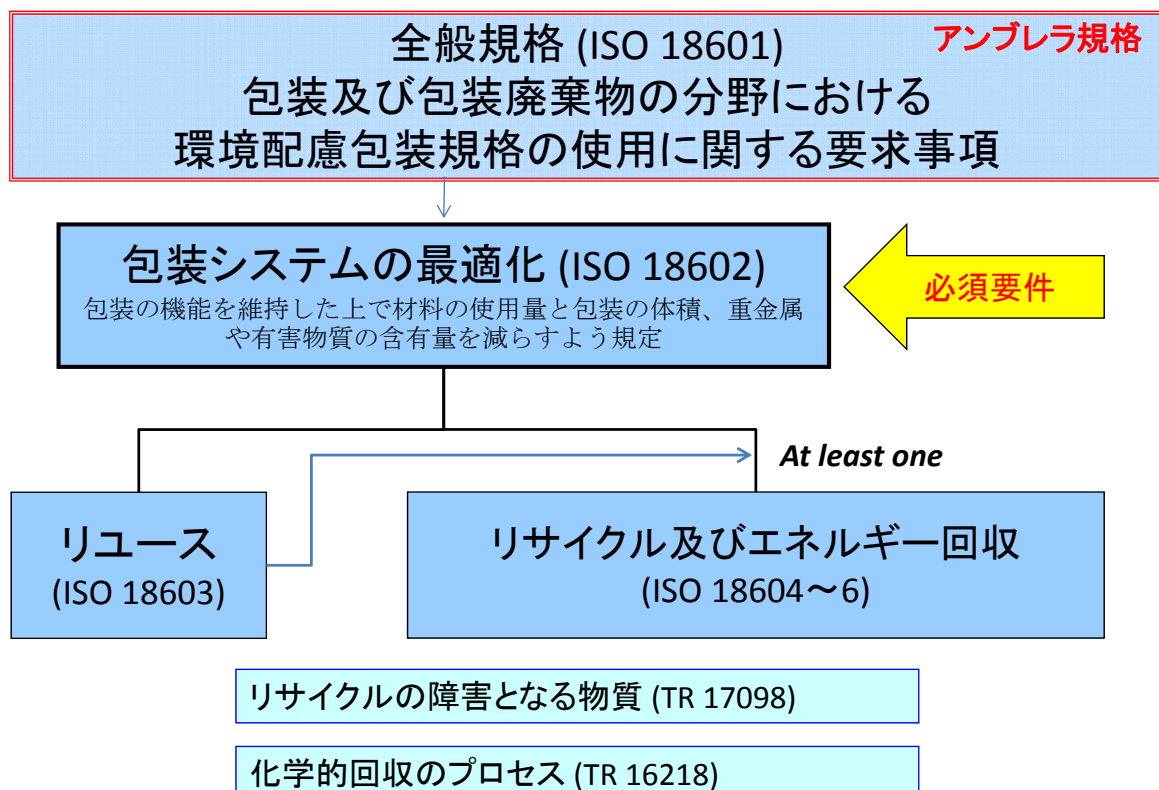 全般規格 (ISO 18601)
アンブレラ規格
包装及び包装廃棄物の分野における
環境配慮包装規格の使用に関する要求事項
包装システムの最適化 (ISO 18602)
包装の機能を維持した上で材料の使用量と包装の体積、重金属
や有害物質の含有量を減らすよう規定
必須要件
At least one
リユース
(ISO 18603)
リサイクル及びエネルギー回収
(ISO 18604～6)
リサイクルの障害となる物質 (TR 17098)
化学的回収のプロセス (TR 16218)